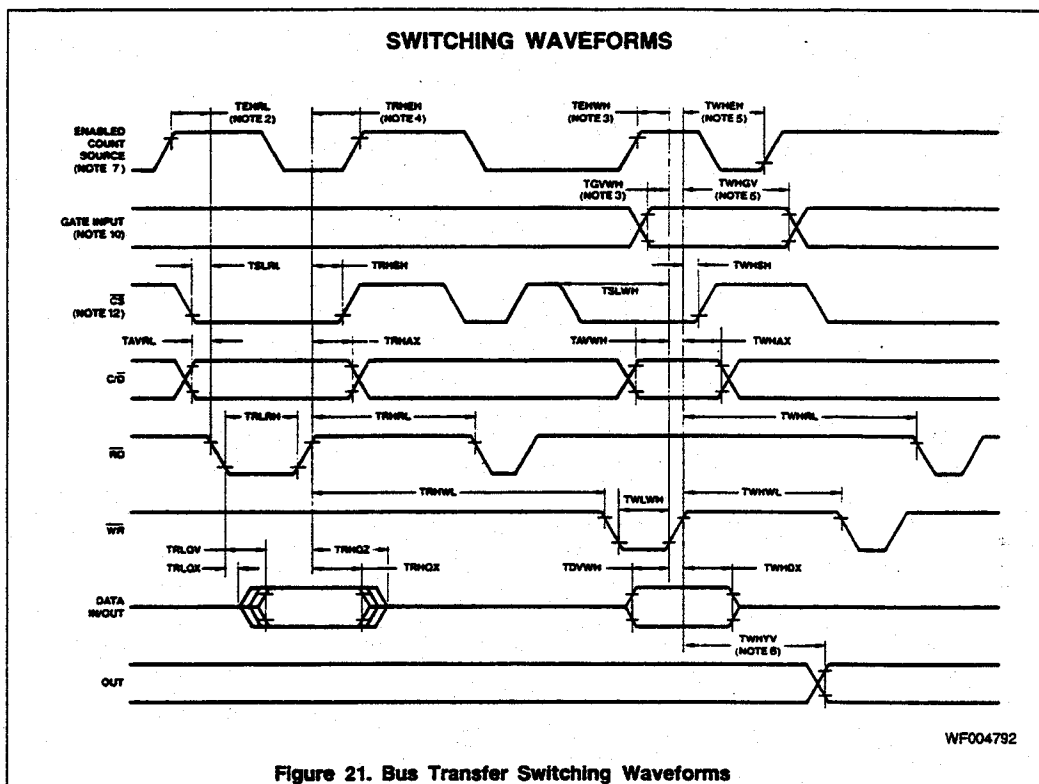 SWITCHING WAVEFORMS
TEHRL
(NOTE 2)
TRHEH
(NOTE 4)
TEHWH
(NOTE 3)
TWHEH
(NOTE 5)
ENABLED
COUNT
SOURCE
(NOTE 7)
TGVWH
(NOTE 3)
TWHGV
(NOTE 5)
GATE INPUT
(NOTE 10)
TSLRL
TRHSH
TWHSH
TSLWH
CS
(NOTE 12)
TAVRL
TRHAX
TAVWH
TWHAX
C/D
TRLRH
TRHRL
TWHRL
RD
TRHWL
TWLWH
TWHWL
WR
TRLQV
TRHQZ
TRLQX
TRHQX
TDVWH
TWHDX
DATA
IN/OUT
TWHYV
(NOTE 6)
OUT
WF004792
Figure 21. Bus Transfer Switching Waveforms